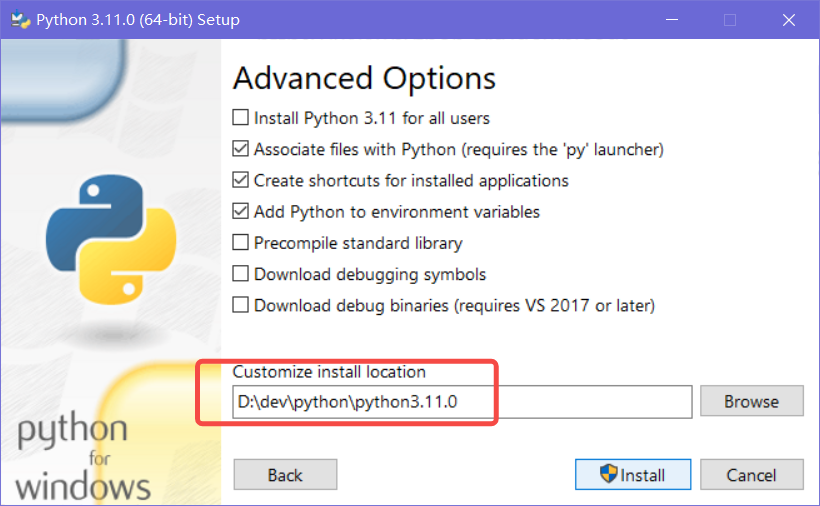 Python 3.11.0 (64-bit) Setup
Advanced Options
Install Python 3.11 for all users
Associate files with Python (requires the 'py' launcher)
Create shortcuts for installed applications
Add Python to environment variables
Precompile standard library
Download debugging symbols
Download debug binaries (requires VS 2017 or later)
Customize install location
D:\dev\python\python3.11.0
Browse
python
for
windows
Back
Install
Cancel